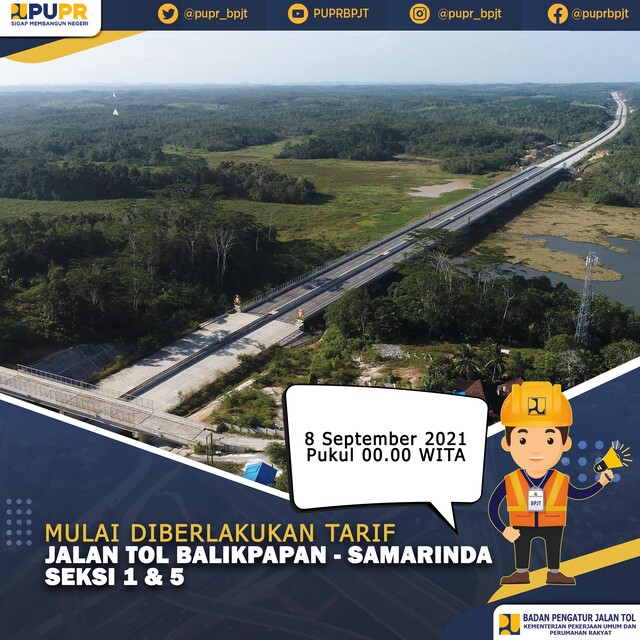 PUPR
SIGAP MEMBANGUN NEGERI
@pupr_bpjt
PUPRBPJT
@pupr_bpjt
@puprbpjt
8 September 2021
Pukul 00.00 WITA
BPJT
MULAI DIBERLAKUKAN TARIF
JALAN TOL BALIKPAPAN - SAMARINDA
SEKSI 1 & 5
BADAN PENGATUR JALAN TOL
KEMENTERIAN PEKERJAAN UMUM DAN
PERUMAHAN RAKYAT